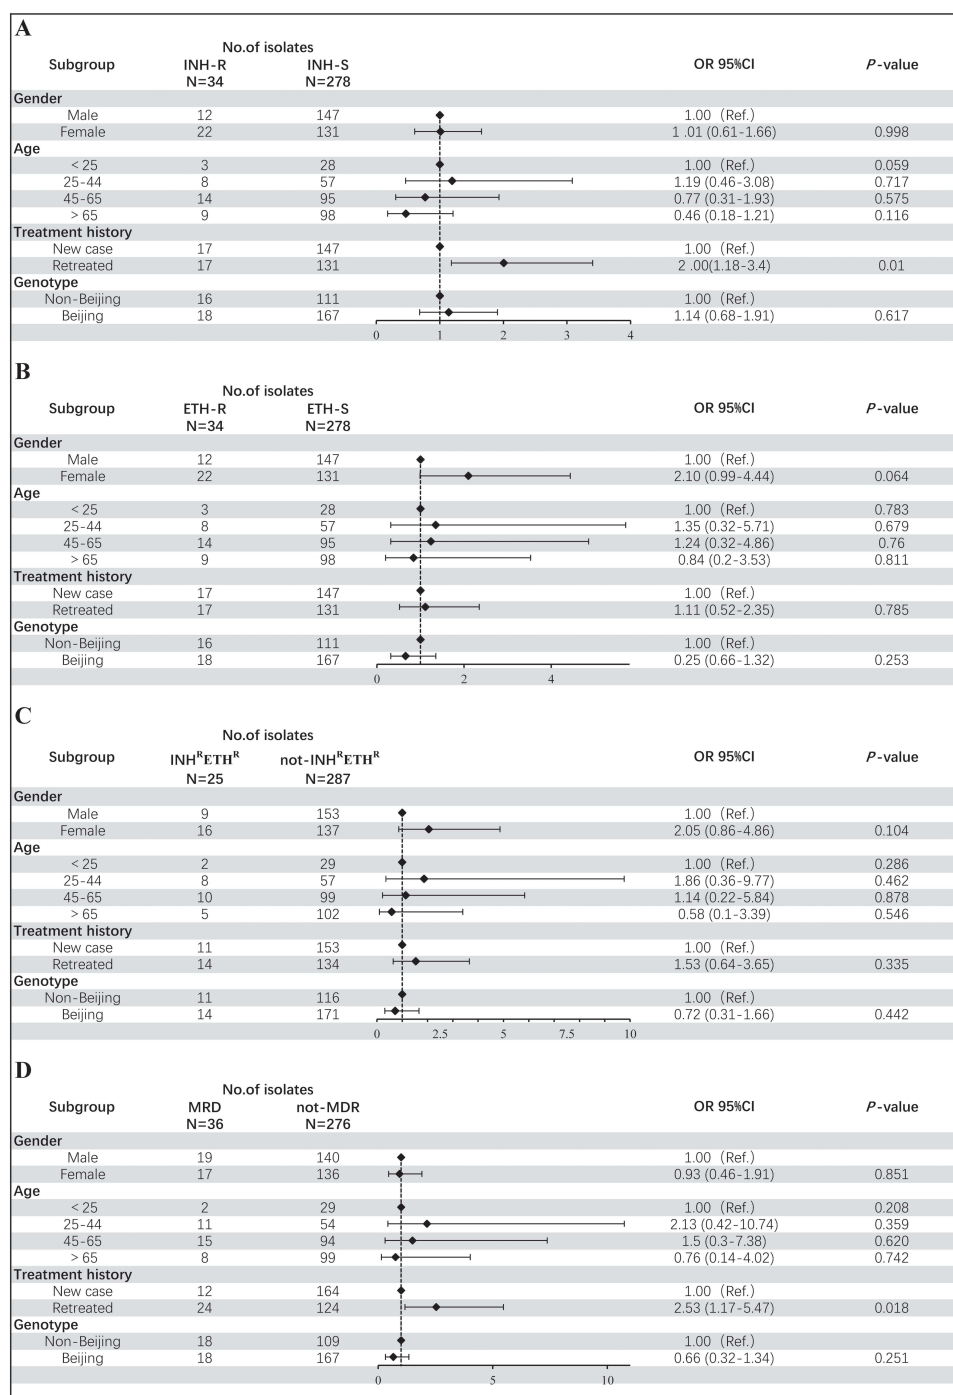 A
No.of isolates
Subgroup INH-R INH-S OR 95%CI P-value
N=34 N=278
Gender
Male 12 147 1.00 (Ref.)
Female 22 131 1 .01 (0.61-1.66) 0.998
Age
< 25 3 28 1.00 (Ref.) 0.059
25-44 8 57 1.19 (0.46-3.08) 0.717
45-65 14 95 0.77 (0.31-1.93) 0.575
> 65 9 98 0.46 (0.18-1.21) 0.116
Treatment history
New case 17 147 1.00 (Ref.)
Retreated 17 131 2 .00(1.18-3.4) 0.01
Genotype
Non-Beijing 16 111 1.00 (Ref.)
Beijing 18 167 1.14 (0.68-1.91) 0.617
0 1 2 3 4
B
No.of isolates
Subgroup ETH-R ETH-S OR 95%CI P-value
N=34 N=278
Gender
Male 12 147 1.00 (Ref.)
Female 22 131 2.10 (0.99-4.44) 0.064
Age
< 25 3 28 1.00 (Ref.) 0.783
25-44 8 57 1.35 (0.32-5.71) 0.679
45-65 14 95 1.24 (0.32-4.86) 0.76
> 65 9 98 0.84 (0.2-3.53) 0.811
Treatment history
New case 17 147 1.00 (Ref.)
Retreated 17 131 1.11 (0.52-2.35) 0.785
Genotype
Non-Beijing 16 111 1.00 (Ref.)
Beijing 18 167 0.25 (0.66-1.32) 0.253
0 2 4
C
No.of isolates
Subgroup INHᴿETHᴿ not-INHᴿETHᴿ OR 95%CI P-value
N=25 N=287
Gender
Male 9 153 1.00 (Ref.)
Female 16 137 2.05 (0.86-4.86) 0.104
Age
< 25 2 29 1.00 (Ref.) 0.286
25-44 8 57 1.86 (0.36-9.77) 0.462
45-65 10 99 1.14 (0.22-5.84) 0.878
> 65 5 102 0.58 (0.1-3.39) 0.546
Treatment history
New case 11 153 1.00 (Ref.)
Retreated 14 134 1.53 (0.64-3.65) 0.335
Genotype
Non-Beijing 11 116 1.00 (Ref.)
Beijing 14 171 0.72 (0.31-1.66) 0.442
0 2.5 5 7.5 10
D
No.of isolates
Subgroup MRD not-MDR OR 95%CI P-value
N=36 N=276
Gender
Male 19 140 1.00 (Ref.)
Female 17 136 0.93 (0.46-1.91) 0.851
Age
< 25 2 29 1.00 (Ref.) 0.208
25-44 11 54 2.13 (0.42-10.74) 0.359
45-65 15 94 1.5 (0.3-7.38) 0.620
> 65 8 99 0.76 (0.14-4.02) 0.742
Treatment history
New case 12 164 1.00 (Ref.)
Retreated 24 124 2.53 (1.17-5.47) 0.018
Genotype
Non-Beijing 18 109 1.00 (Ref.)
Beijing 18 167 0.66 (0.32-1.34) 0.251
0 5 10